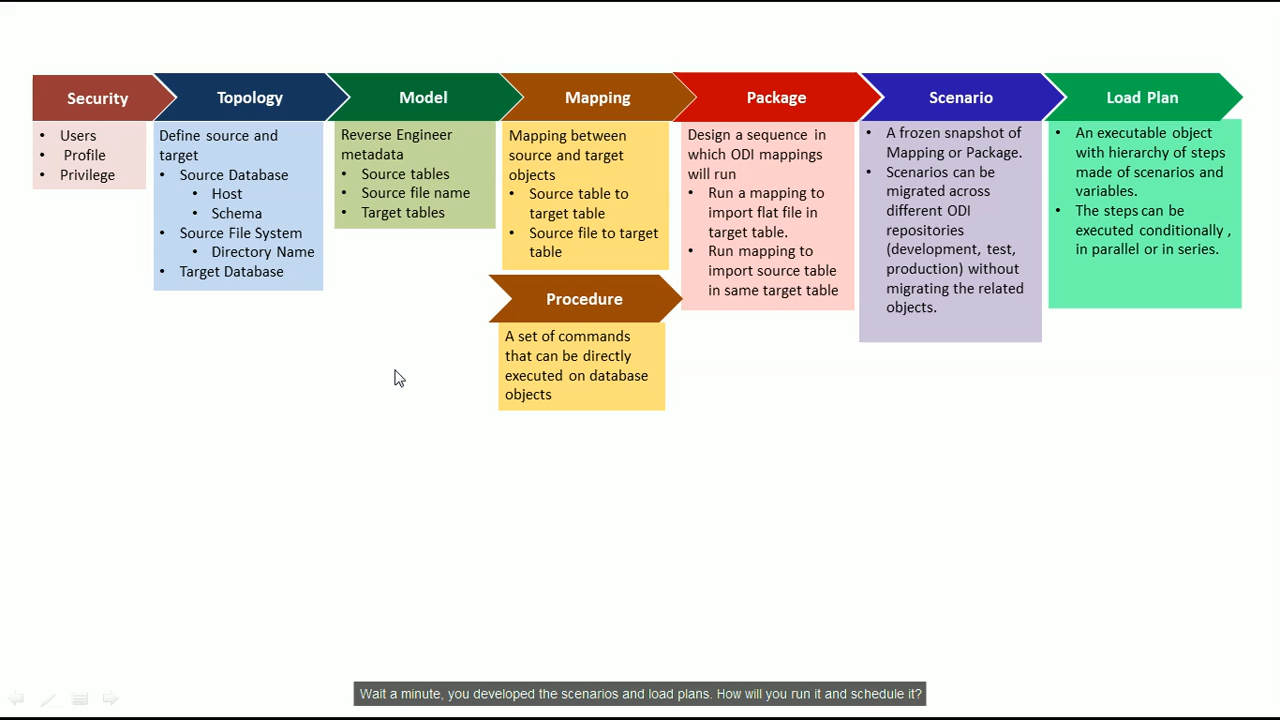 Security
Topology
Model
Mapping
Package
Scenario
Load Plan
• Users
• Profile
• Privilege
Define source and
target
• Source Database
• Host
• Schema
• Source File System
• Directory Name
• Target Database
Reverse Engineer
metadata
• Source tables
• Source file name
• Target tables
Mapping between
source and target
objects
• Source table to
target table
• Source file to target
table
Procedure
A set of commands
that can be directly
executed on database
objects
Design a sequence in
which ODI mappings
will run
• Run a mapping to
import flat file in
target table.
• Run mapping to
import source table
in same target table
• A frozen snapshot of
Mapping or Package.
• Scenarios can be
migrated across
different ODI
repositories
(development, test,
production) without
migrating the related
objects.
• An executable object
with hierarchy of steps
made of scenarios and
variables.
• The steps can be
executed conditionally ,
in parallel or in series.
Wait a minute, you developed the scenarios and load plans. How will you run it and schedule it?